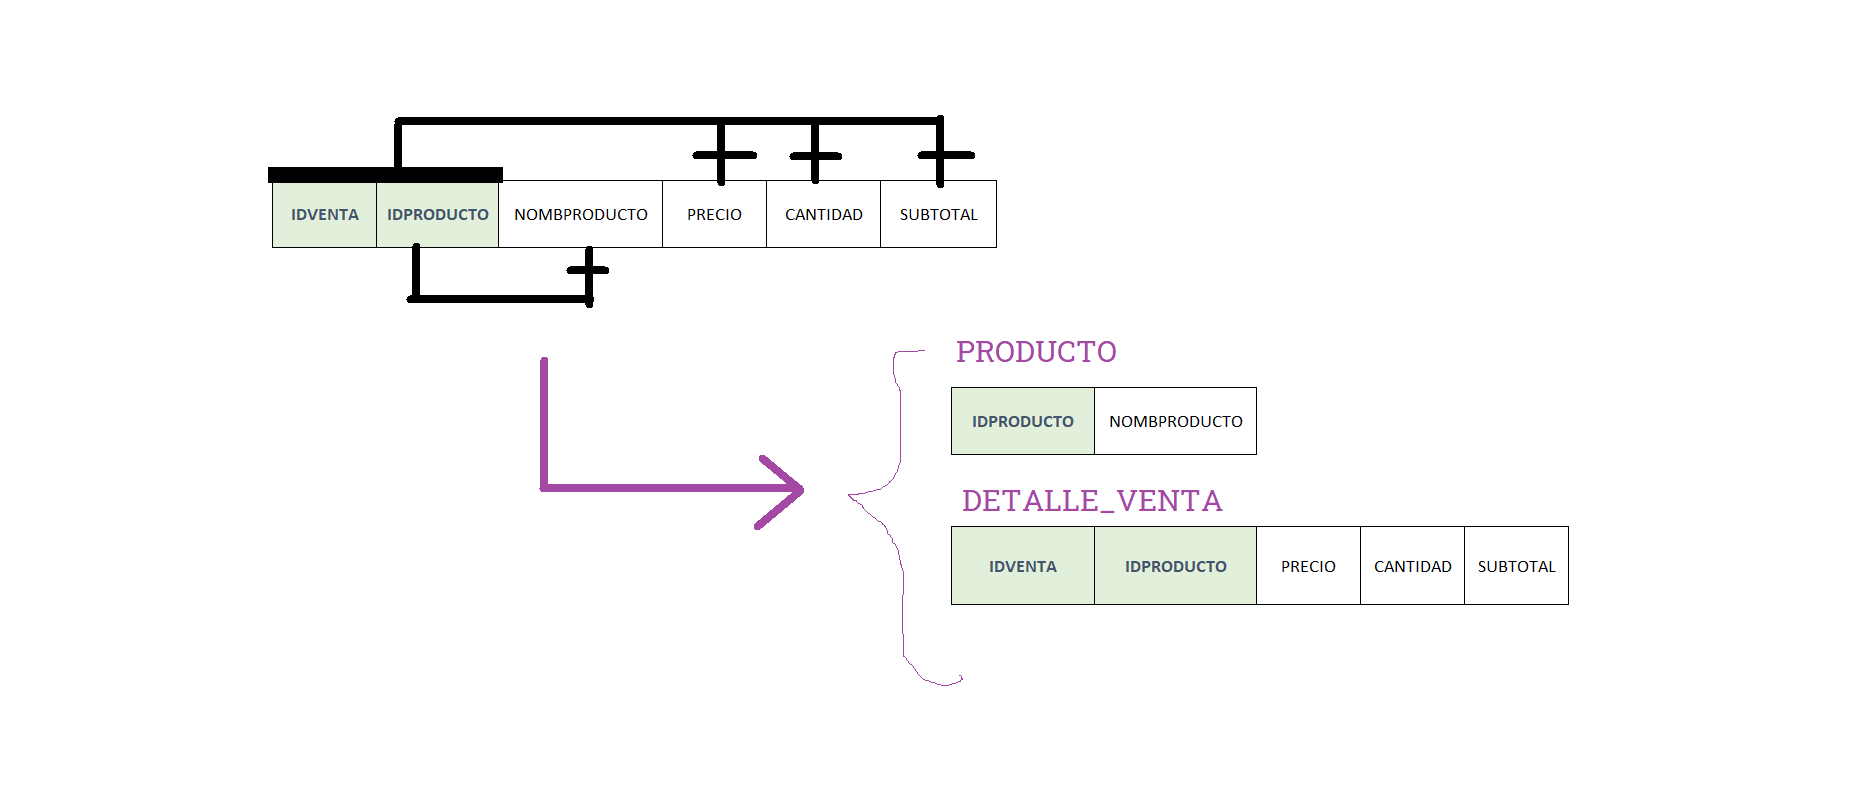 IDVENTA IDPRODUCTO NOMBPRODUCTO PRECIO CANTIDAD SUBTOTAL
PRODUCTO
IDPRODUCTO NOMBPRODUCTO
DETALLE_VENTA
IDVENTA IDPRODUCTO PRECIO CANTIDAD SUBTOTAL